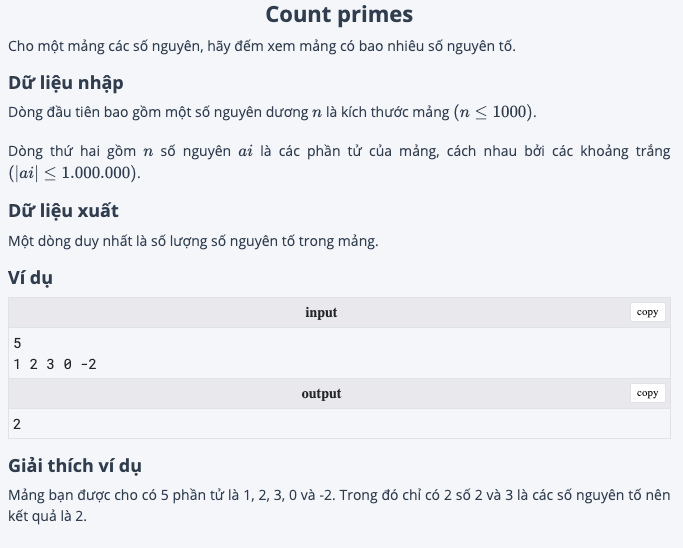 Count primes
Cho một mảng các số nguyên, hãy đếm xem mảng có bao nhiêu số nguyên tố.
Dữ liệu nhập
Dòng đầu tiên bao gồm một số nguyên dương n là kích thước mảng (n ≤ 1000).
Dòng thứ hai gồm n số nguyên ai là các phần tử của mảng, cách nhau bởi các khoảng trắng
(|ai| ≤ 1.000.000).
Dữ liệu xuất
Một dòng duy nhất là số lượng số nguyên tố trong mảng.
Ví dụ
input copy
5
1 2 3 0 -2
output copy
2
Giải thích ví dụ
Mảng bạn được cho có 5 phần tử là 1, 2, 3, 0 và -2. Trong đó chỉ có 2 số 2 và 3 là các số nguyên tố nên
kết quả là 2.